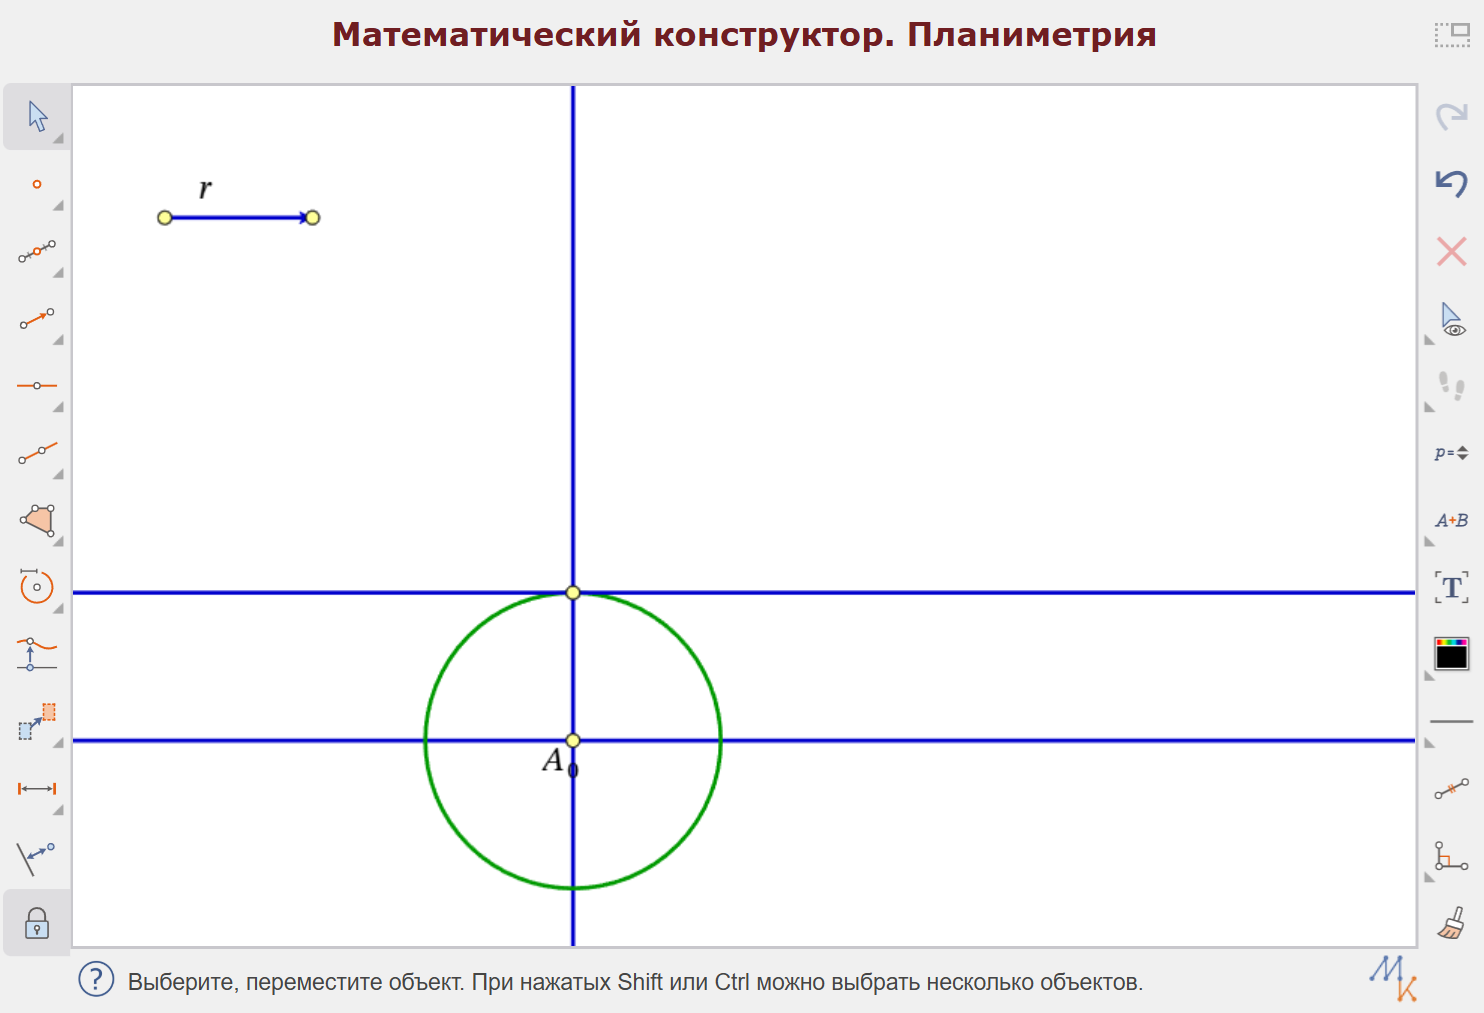 Математический конструктор. Планиметрия
r
p=
A+B
T
A0
? Выберите, переместите объект. При нажатых Shift или Ctrl можно выбрать несколько объектов.
МК